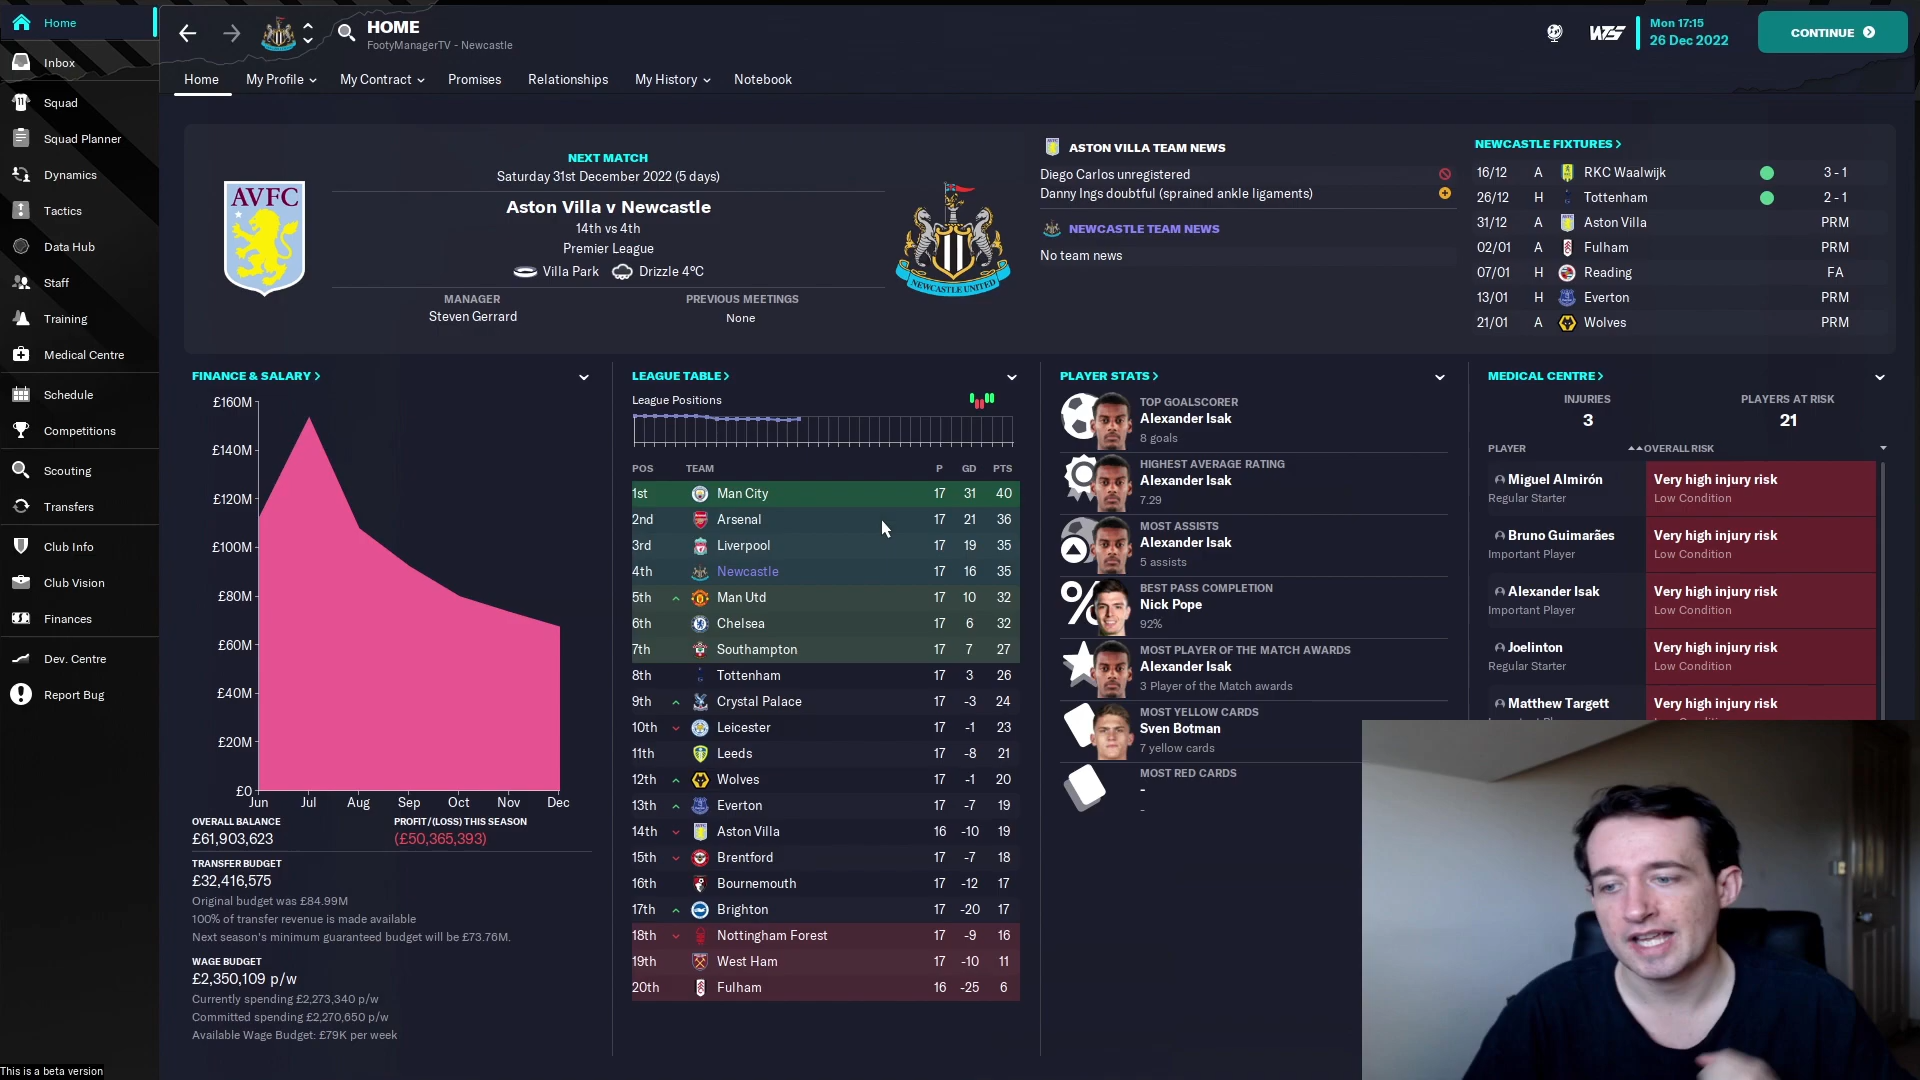 Home
Inbox
Squad
Squad Planner
Dynamics
Tactics
Data Hub
Staff
Training
Medical Centre
Schedule
Competitions
Scouting
Transfers
Club Info
Club Vision
Finances
Dev. Centre
Report Bug
This is a beta version
HOME
FootyManagerTV - Newcastle
Mon 17:15
26 Dec 2022
CONTINUE
Home My Profile My Contract Promises Relationships My History Notebook
AVFC
NEXT MATCH
Saturday 31st December 2022 (5 days)
Aston Villa v Newcastle
14th vs 4th
Premier League
Villa Park Drizzle 4°C
MANAGER
Steven Gerrard
PREVIOUS MEETINGS
None
NEWCASTLE UNITED
ASTON VILLA TEAM NEWS
Diego Carlos unregistered
Danny Ings doubtful (sprained ankle ligaments)
NEWCASTLE TEAM NEWS
No team news
NEWCASTLE FIXTURES
16/12 A RKC Waalwijk 3 - 1
26/12 H Tottenham 2 - 1
31/12 A Aston Villa PRM
02/01 A Fulham PRM
07/01 H Reading FA
13/01 H Everton PRM
21/01 A Wolves PRM
FINANCE & SALARY
£160M
£140M
£120M
£100M
£80M
£60M
£40M
£20M
£0
Jun Jul Aug Sep Oct Nov Dec
OVERALL BALANCE
£61,903,623
PROFIT/(LOSS) THIS SEASON
(£50,365,393)
TRANSFER BUDGET
£32,416,575
Original budget was £84.99M
100% of transfer revenue is made available
Next season's minimum guaranteed budget will be £73.76M.
WAGE BUDGET
£2,350,109 p/w
Currently spending £2,273,340 p/w
Committed spending £2,270,650 p/w
Available Wage Budget: £79K per week
LEAGUE TABLE
League Positions
POS TEAM P GD PTS
1st Man City 17 31 40
2nd Arsenal 17 21 36
3rd Liverpool 17 19 35
4th Newcastle 17 16 35
5th Man Utd 17 10 32
6th Chelsea 17 6 32
7th Southampton 17 7 27
8th Tottenham 17 3 26
9th Crystal Palace 17 -3 24
10th Leicester 17 -1 23
11th Leeds 17 -8 21
12th Wolves 17 -1 20
13th Everton 17 -7 19
14th Aston Villa 16 -10 19
15th Brentford 17 -7 18
16th Bournemouth 17 -12 17
17th Brighton 17 -20 17
18th Nottingham Forest 17 -9 16
19th West Ham 17 -10 11
20th Fulham 16 -25 6
PLAYER STATS
TOP GOALSCORER
Alexander Isak
8 goals
HIGHEST AVERAGE RATING
Alexander Isak
7.29
MOST ASSISTS
Alexander Isak
5 assists
BEST PASS COMPLETION
Nick Pope
92%
MOST PLAYER OF THE MATCH AWARDS
Alexander Isak
3 Player of the Match awards
MOST YELLOW CARDS
Sven Botman
7 yellow cards
MOST RED CARDS
-
-
MEDICAL CENTRE
INJURIES
3
PLAYERS AT RISK
21
PLAYER OVERALL RISK
Miguel Almirón Very high injury risk
Regular Starter Low Condition
Bruno Guimarães Very high injury risk
Important Player Low Condition
Alexander Isak Very high injury risk
Important Player Low Condition
Joelinton Very high injury risk
Regular Starter Low Condition
Matthew Targett Very high injury risk